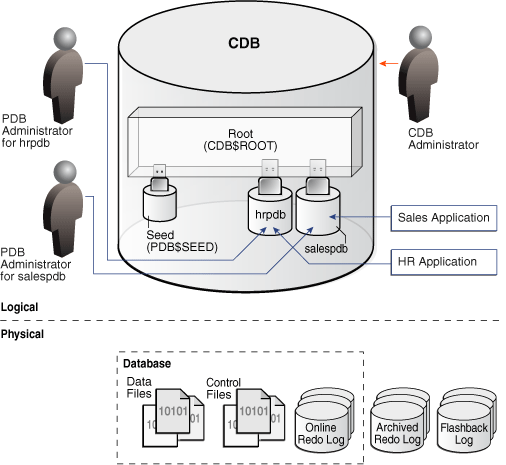 CDB
PDB
Administrator
for hrpdb
CDB
Administrator
Root
(CDB$ROOT)
Seed
(PDB$SEED)
hrpdb
salespdb
Sales Application
HR Application
PDB
Administrator
for salespdb
Logical
Physical
Database
Data
Files
10101
Control
Files
10101
Online
Redo Log
Archived
Redo Log
Flashback
Log